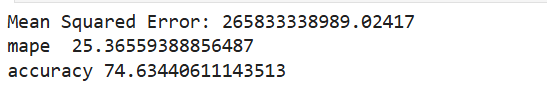 Mean Squared Error: 265833338989.02417
mape  25.36559388856487
accuracy 74.63440611143513